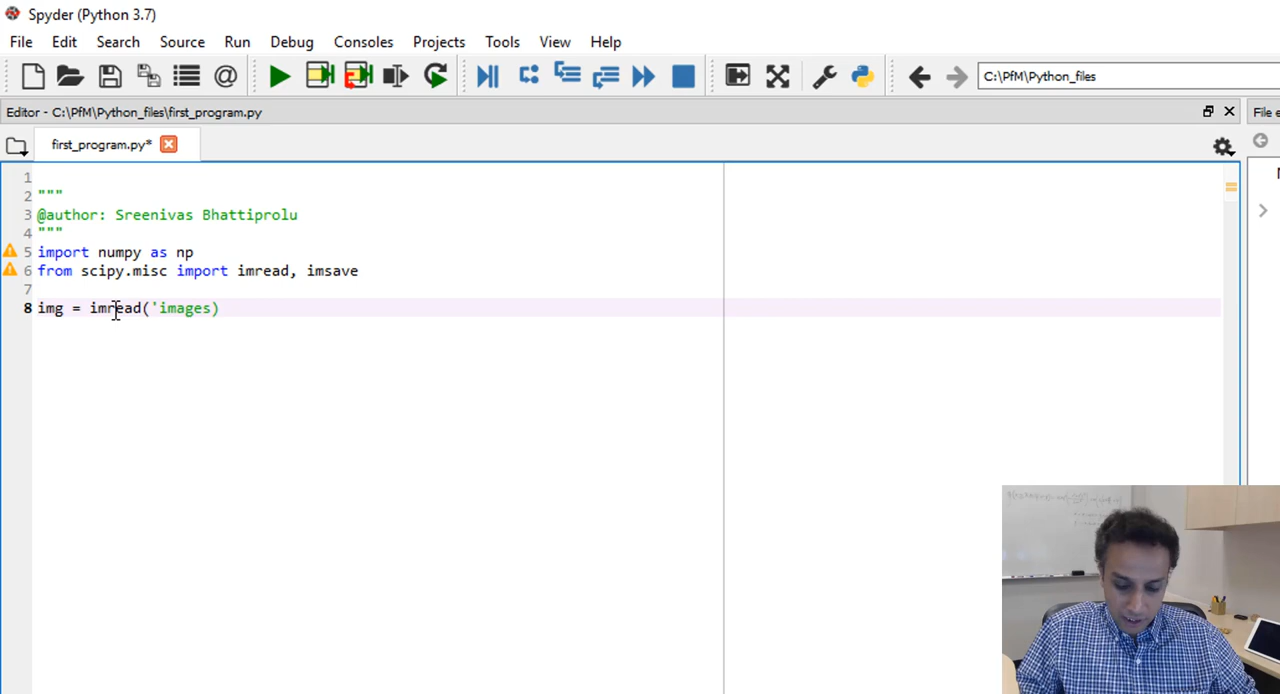 Spyder (Python 3.7)
File Edit Search Source Run Debug Consoles Projects Tools View Help
C:\PfM\Python_files
Editor - C:\PfM\Python_files\first_program.py
File e
first_program.py*
1
2 """
3 @author: Sreenivas Bhattiprolu
4 """
5 import numpy as np
6 from scipy.misc import imread, imsave
7
8 img = imread('images)